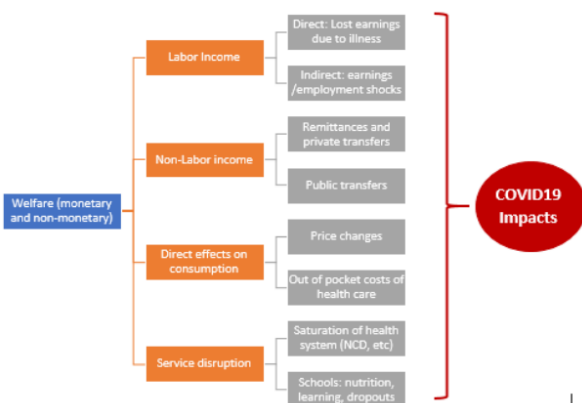 Direct: Lost earnings
due to illness
Labor Income
Indirect: earnings
/employment shocks
Remittances and
private transfers
Non-Labor income
Public transfers
Welfare (monetary
and non-monetary)
COVID19
Impacts
Price changes
Direct effects on
consumption
Out of pocket costs of
health care
Saturation of health
system (NCD, etc)
Service disruption
Schools: nutrition,
learning, dropouts